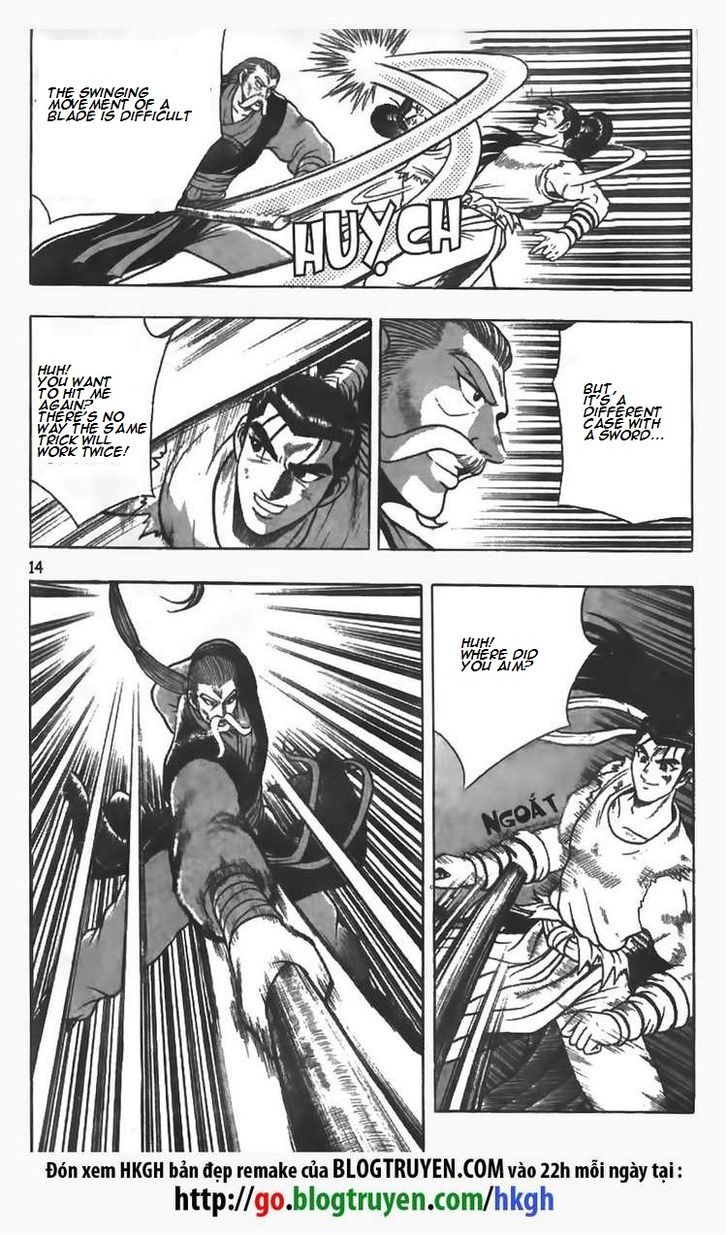 THE SWINGING
MOVEMENT OF A
BLADE IS DIFFICULT
HUỴCH
BUT,
IT'S A
DIFFERENT
CASE WITH
A SWORD...
HUH!
YOU WANT
TO HIT ME
AGAIN?
THERE'S NO
WAY THE SAME
TRICK WILL
WORK TWICE!
14
HUH!
WHERE DID
YOU AIM?
NGOẮT
Đón xem HKGH bản đẹp remake của BLOGTRUYEN.COM vào 22h mỗi ngày tại :
http://go.blogtruyen.com/hkgh